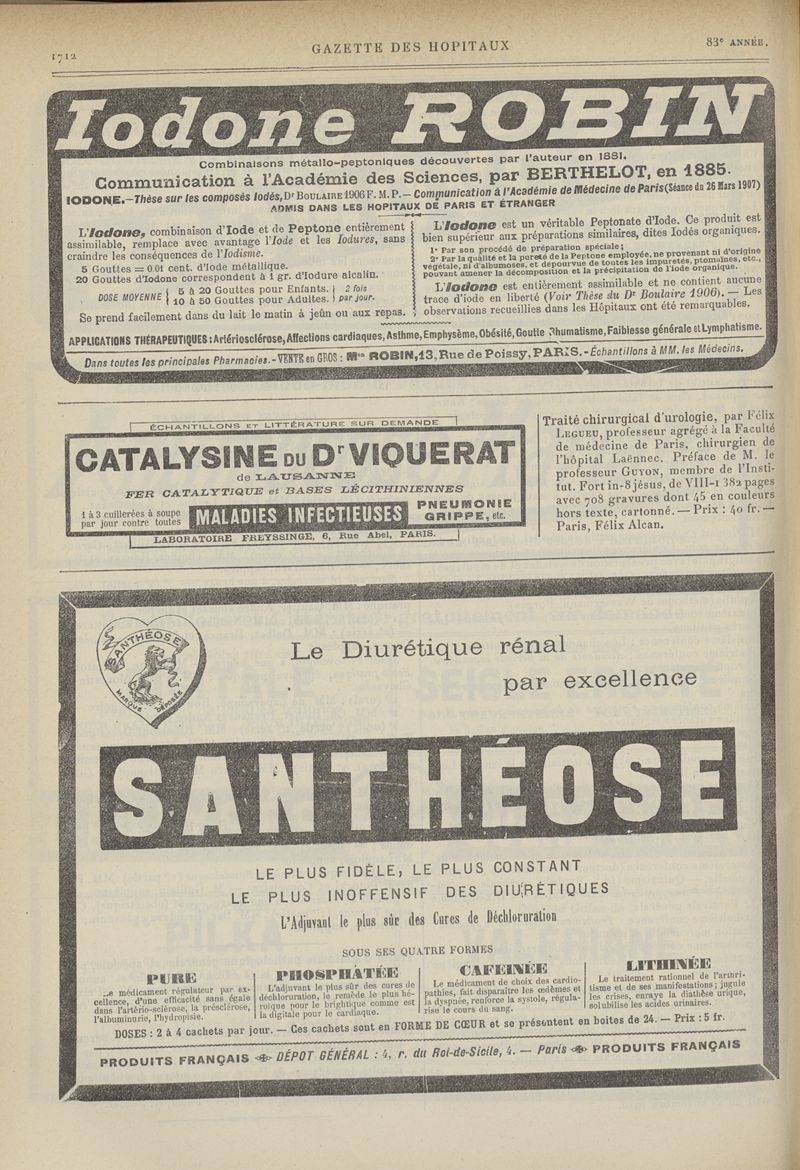 1712
GAZETTE DES HOPITAUX
83e ANNÉE.
Iodone ROBIN
Combinaisons métallo-peptoniques découvertes par l'auteur en 1881.
Communication à l'Académie des Sciences, par BERTHELOT, en 1885.
IODONE.-Thèse sur les composés Iodés, Dr BOULAIRE 1906 F. M. P.- Communication à l'Académie de Médecine de Paris (Séance du 26 Mars 1907)
ADMIS DANS LES HOPITAUX DE PARIS ET ÉTRANGER
L'Iodone, combinaison d'Iode et de Peptone entièrement
assimilable, remplace avec avantage l'Iode et les Iodures, sans
craindre les conséquences de l'Iodisme.
5 Gouttes = 0.01 cent. d'Iode métallique.
20 Gouttes d'Iodone correspondent à 1 gr. d'Iodure alcalin.
DOSE MOYENNE { 5 à 20 Gouttes pour Enfants. } 2 fois
10 à 50 Gouttes pour Adultes. } par jour.
Se prend facilement dans du lait le matin à jeûn ou aux repas.
L'Iodone est un véritable Peptonate d'Iode. Ce produit est
bien supérieur aux préparations similaires, dites Iodés organiques.
1° Par son procédé de préparation spéciale;
2° Par la qualité et la pureté de la Peptone employée, ne provenant ni d'origine
végétale, ni d'albumoses, et dépourvue de toutes les impuretés, ptomaïnes, etc.,
pouvant amener la décomposition et la précipitation de l'iode organique.
L'Iodone est entièrement assimilable et ne contient aucune
trace d'iode en liberté (Voir Thèse du Dr Boulaire 1906). — Les
observations recueillies dans les Hôpitaux ont été remarquables.
APPLICATIONS THÉRAPEUTIQUES : Artériosclérose, Affections cardiaques, Asthme, Emphysème, Obésité, Goutte Rhumatisme, Faiblesse générale et Lymphatisme.
Dans toutes les principales Pharmacies. - VENTE en GROS : Mon ROBIN, 13, Rue de Poissy, PARIS. - Échantillons à MM. les Médecins.
ÉCHANTILLONS ET LITTÉRATURE SUR DEMANDE
CATALYSINE DU Dr VIQUERAT
de LAUSANNE
FER CATALYTIQUE et BASES LÉCITHINIENNES
1 à 3 cuillerées à soupe
par jour contre toutes
MALADIES INFECTIEUSES
PNEUMONIE
GRIPPE, etc.
LABORATOIRE FREYSSINGE, 6, Rue Abel, PARIS.
Traité chirurgical d'urologie, par Félix
LEGUEU, professeur agrégé à la Faculté
de médecine de Paris, chirurgien de
l'hôpital Laënnec. Préface de M. le
professeur GUYON, membre de l'Insti-
tut. Fort in-8 jésus, de VIII-1 382 pages
avec 708 gravures dont 45 en couleurs
hors texte, cartonné. — Prix : 40 fr. —
Paris, Félix Alcan.
SANTHÉOSE
MARQUE DÉPOSÉE
Le Diurétique rénal
par excellence
SANTHÉOSE
LE PLUS FIDÈLE, LE PLUS CONSTANT
LE PLUS INOFFENSIF DES DIURÉTIQUES
L'Adjuvant le plus sûr des Cures de Déchloruration
SOUS SES QUATRE FORMES
PURE
Le médicament régulateur par ex-
cellence, d'une efficacité sans égale
dans l'artério-sclérose, la présclérose,
l'albuminurie, l'hydropisie.
PHOSPHATÉE
L'adjuvant le plus sûr des cures de
déchloruration, le remède le plus hé-
roïque pour le brightique comme est
la digitale pour le cardiaque.
CAFEINÉE
Le médicament de choix des cardio-
pathies, fait disparaître les œdèmes et
la dyspnée, renforce la systole, régula-
rise le cours du sang.
LITHINÉE
Le traitement rationnel de l'arthri-
tisme et de ses manifestations; jugule
les crises, enraye la diathèse urique,
solubilise les acides urinaires.
DOSES : 2 à 4 cachets par jour. — Ces cachets sont en FORME DE CŒUR et se présentent en boites de 24. — Prix : 5 fr.
PRODUITS FRANÇAIS DÉPOT GÉNÉRAL : 4, r. du Roi-de-Sicile, 4. — Paris PRODUITS FRANÇAIS